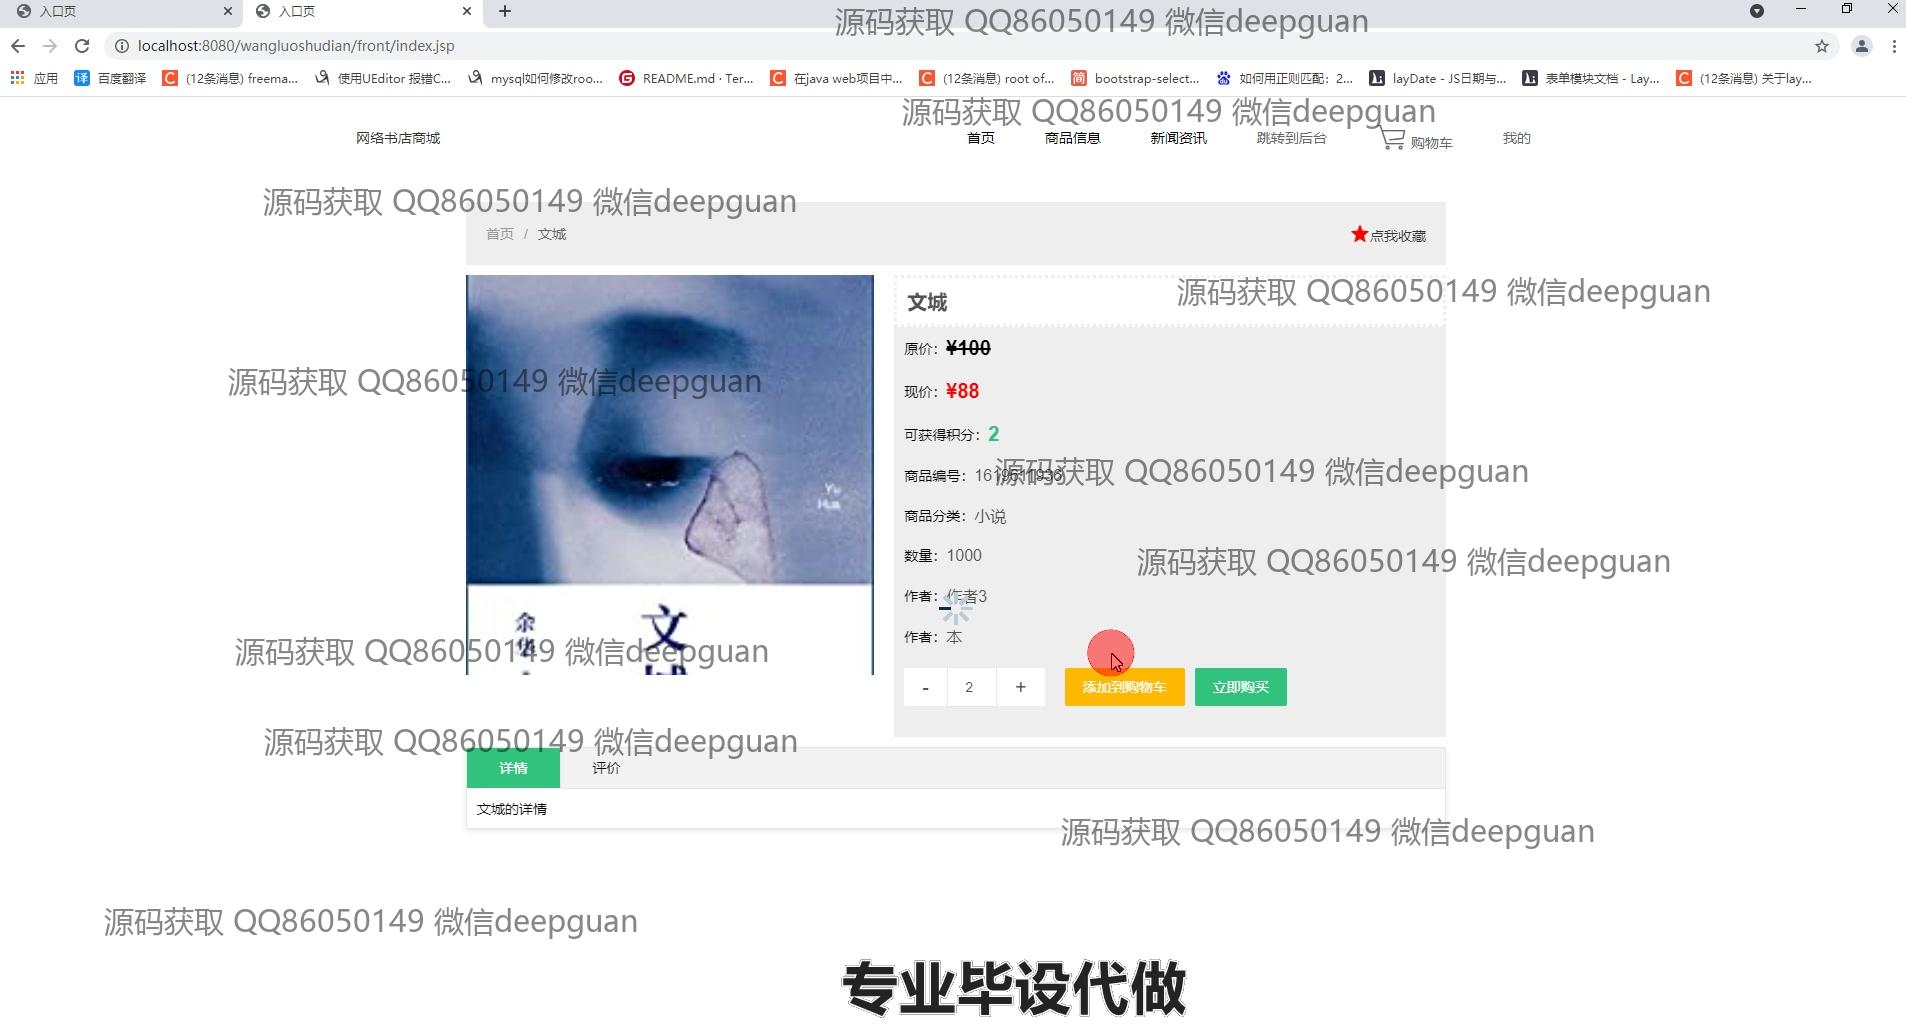 入口页
入口页
源码获取 QQ86050149 微信deepguan
localhost:8080/wangluoshudian/front/index.jsp
应用 百度翻译 (12条消息) freema... 使用UEditor 报错C... mysql如何修改roo... README.md · Ter... 在java web项目中... (12条消息) root of... bootstrap-select... 如何用正则匹配：2... layDate - JS日期与... 表单模块文档 - Lay... (12条消息) 关于lay...
源码获取 QQ86050149 微信deepguan
网络书店商城 首页 商品信息 新闻资讯 跳转到后台 购物车 我的
源码获取 QQ86050149 微信deepguan
首页 / 文城 点我收藏
源码获取 QQ86050149 微信deepguan
文城
原价：¥100
源码获取 QQ86050149 微信deepguan
现价：¥88
可获得积分：2
源码获取 QQ86050149 微信deepguan
商品编号：
Yu
Hua
商品分类：小说
数量：1000
源码获取 QQ86050149 微信deepguan
作者：作者3
作者：本
余华
文城
源码获取 QQ86050149 微信deepguan
- 2 + 添加到购物车 立即购买
源码获取 QQ86050149 微信deepguan
详情 评价
文城的详情
源码获取 QQ86050149 微信deepguan
源码获取 QQ86050149 微信deepguan
专业毕设代做